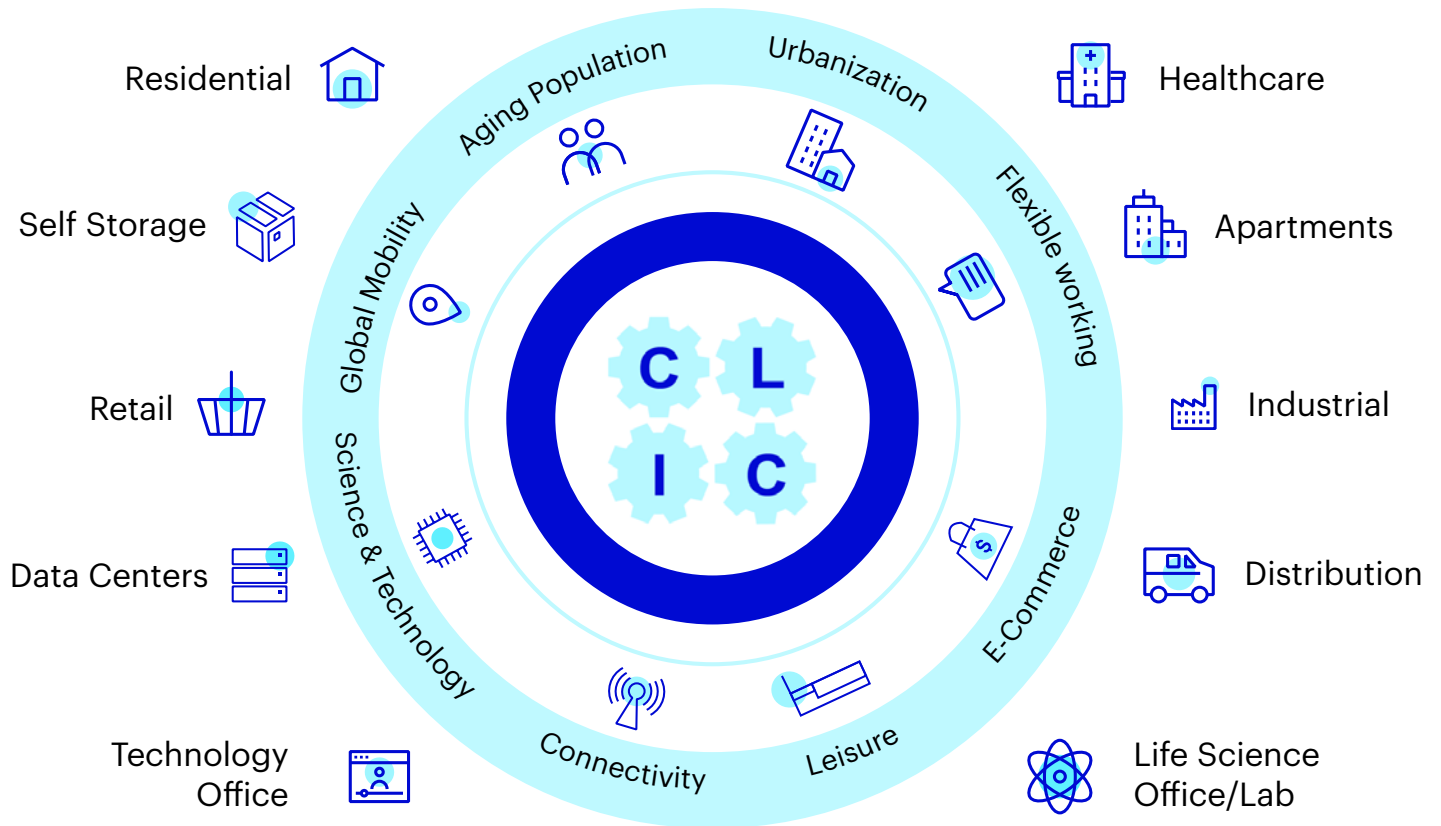 Residential
Self Storage
Retail
Data Centers
Technology
Office
Aging Population
Urbanization
Global Mobility
Flexible working
C L
I C
Science & Technology
E-Commerce
$
Connectivity
Leisure
Healthcare
Apartments
Industrial
Distribution
Life Science
Office/Lab